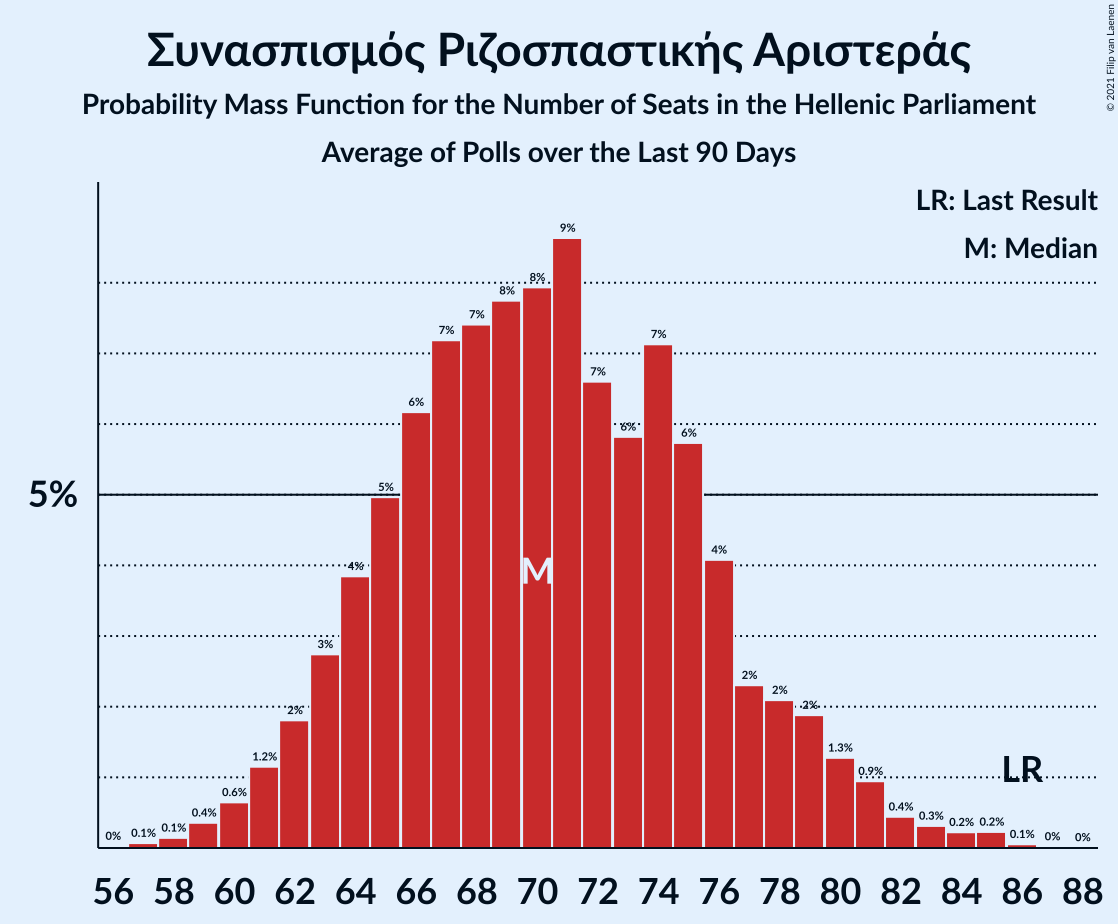 Συνασπισμός Ριζοσπαστικής Αριστεράς
Probability Mass Function for the Number of Seats in the Hellenic Parliament
Average of Polls over the Last 90 Days
© 2021 Filip van Laenen
LR: Last Result
M: Median
5%
0% 0.1% 0.1% 0.4% 0.6% 1.2% 2% 3% 4% 5% 6% 7% 7% 8% 8% 9% 7% 6% 7% 6% 4% 2% 2% 2% 1.3% 0.9% 0.4% 0.3% 0.2% 0.2% 0.1% 0% 0%
M
LR
56 58 60 62 64 66 68 70 72 74 76 78 80 82 84 86 88